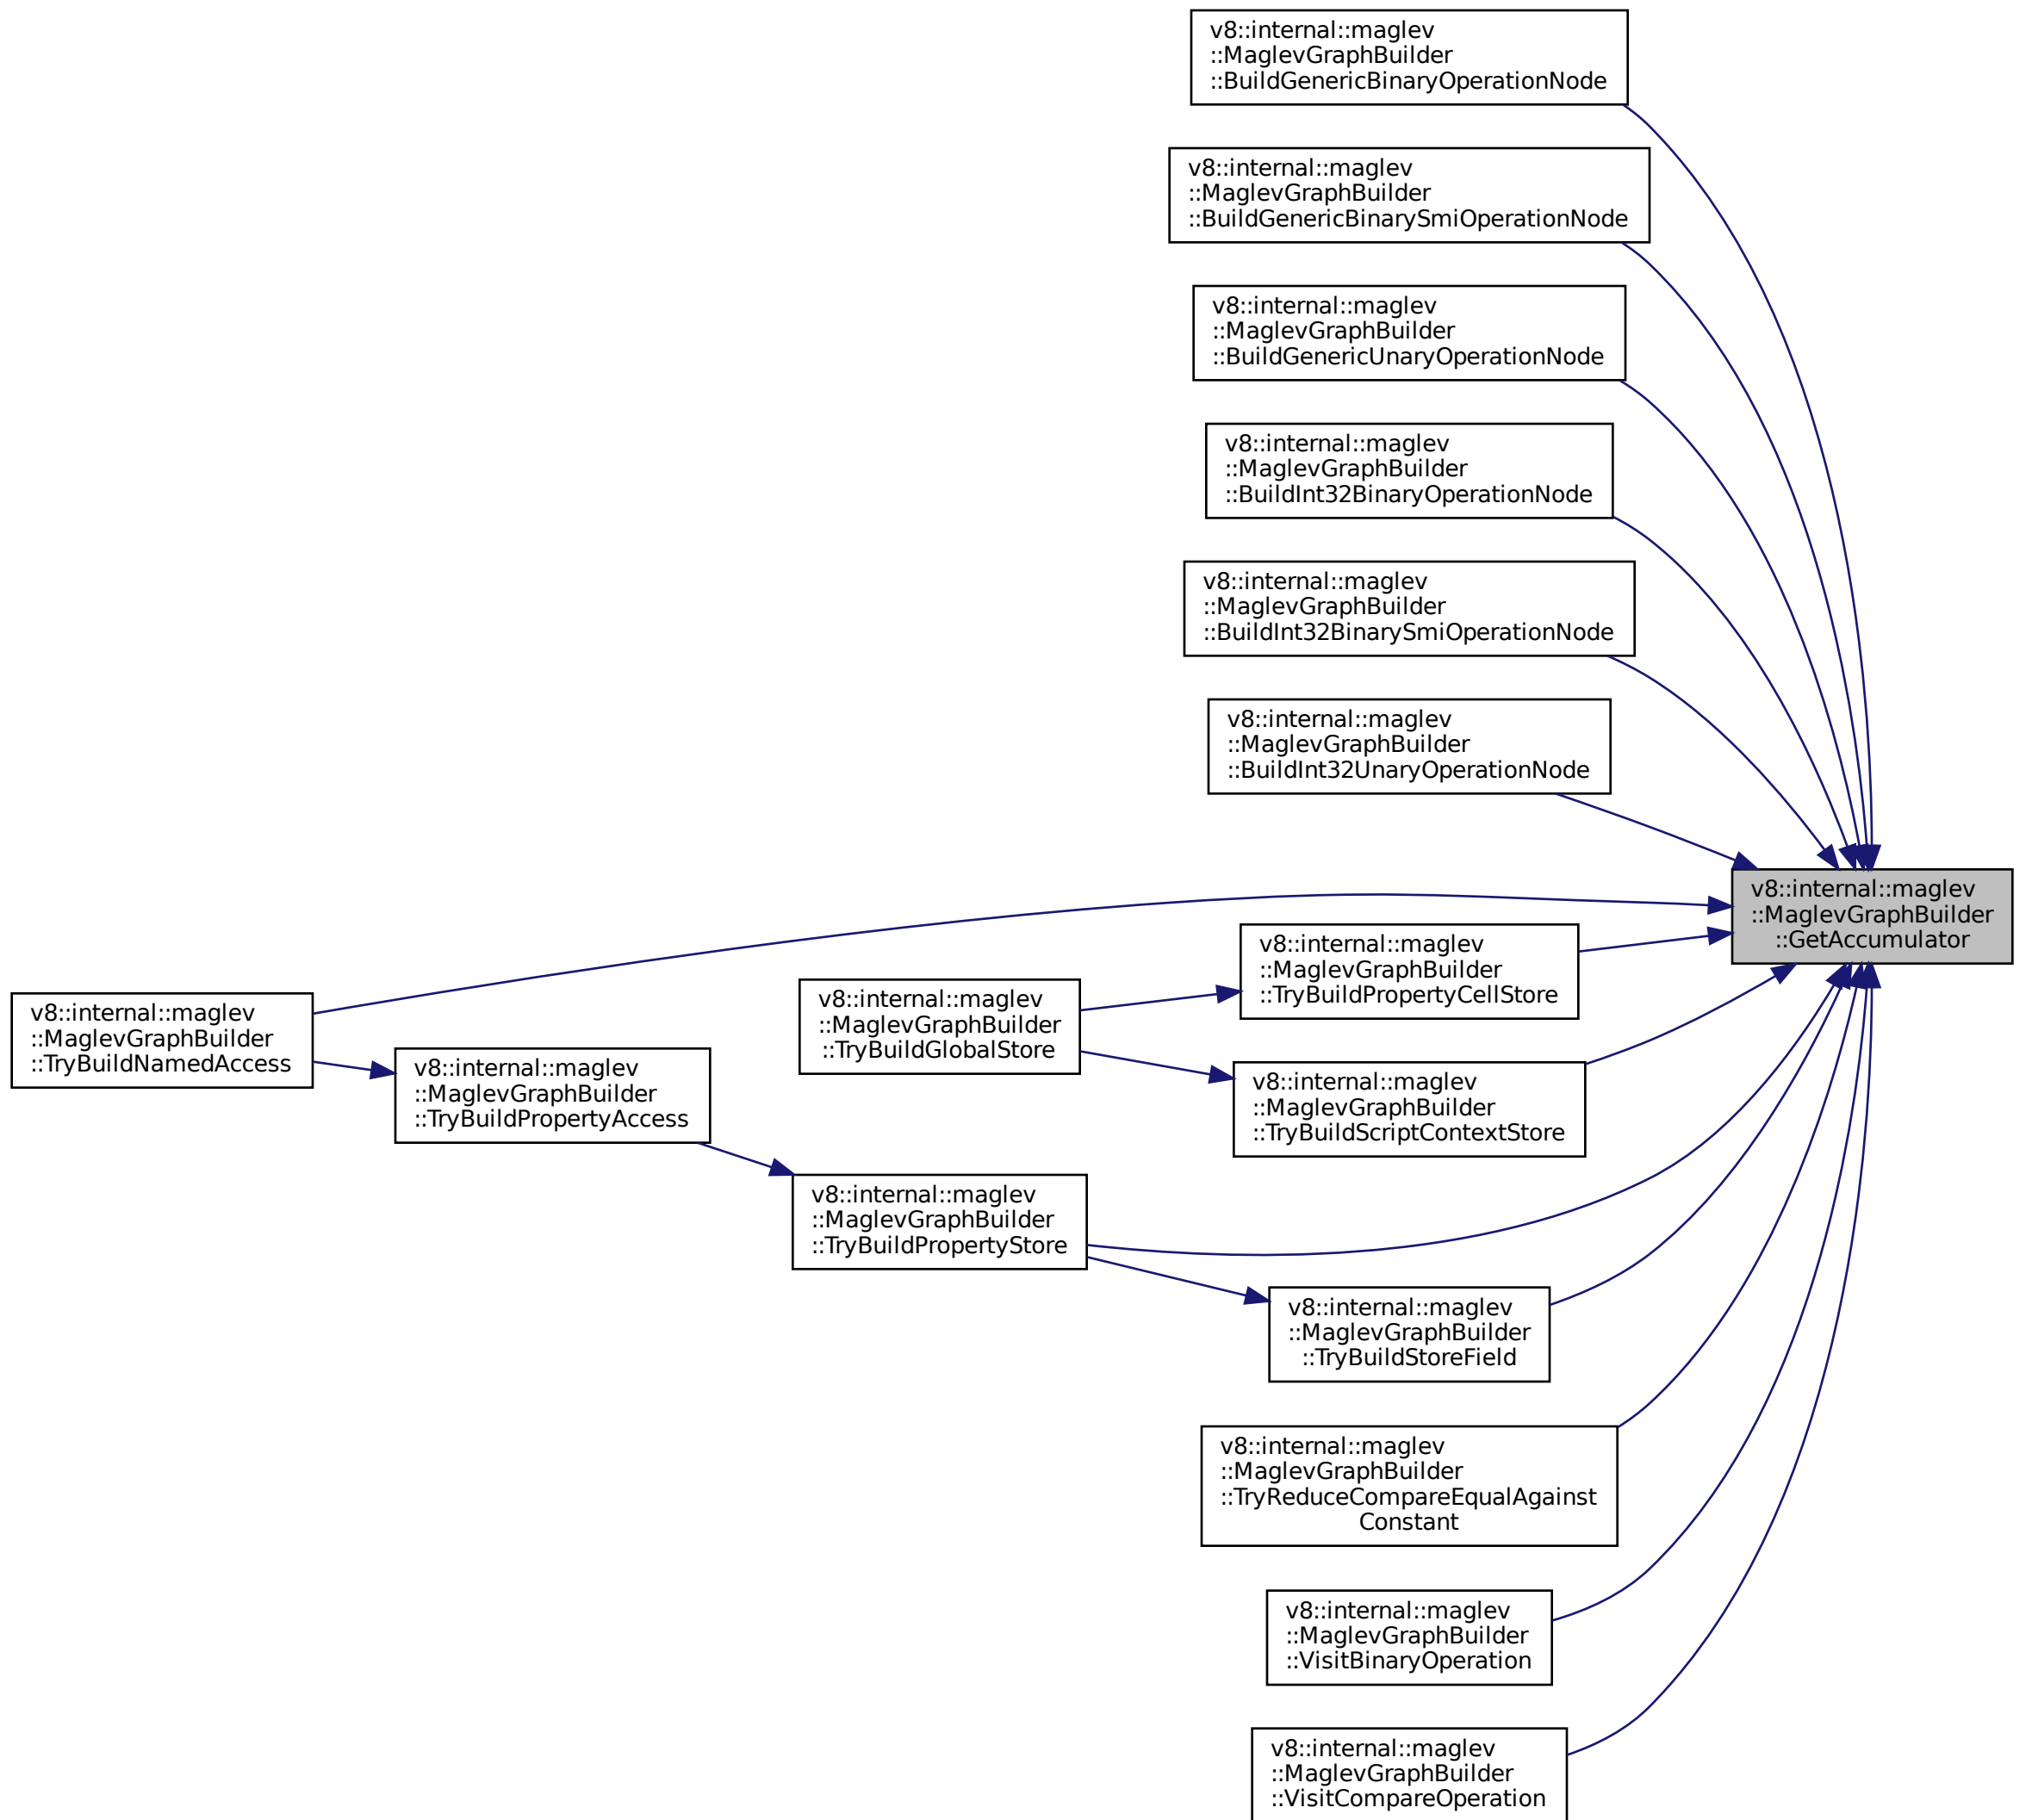 v8::internal::maglev
::MaglevGraphBuilder
::BuildGenericBinaryOperationNode
v8::internal::maglev
::MaglevGraphBuilder
::BuildGenericBinarySmiOperationNode
v8::internal::maglev
::MaglevGraphBuilder
::BuildGenericUnaryOperationNode
v8::internal::maglev
::MaglevGraphBuilder
::BuildInt32BinaryOperationNode
v8::internal::maglev
::MaglevGraphBuilder
::BuildInt32BinarySmiOperationNode
v8::internal::maglev
::MaglevGraphBuilder
::BuildInt32UnaryOperationNode
v8::internal::maglev
::MaglevGraphBuilder
::GetAccumulator
v8::internal::maglev
::MaglevGraphBuilder
::TryBuildPropertyCellStore
v8::internal::maglev
::MaglevGraphBuilder
::TryBuildGlobalStore
v8::internal::maglev
::MaglevGraphBuilder
::TryBuildNamedAccess
v8::internal::maglev
::MaglevGraphBuilder
::TryBuildPropertyAccess
v8::internal::maglev
::MaglevGraphBuilder
::TryBuildScriptContextStore
v8::internal::maglev
::MaglevGraphBuilder
::TryBuildPropertyStore
v8::internal::maglev
::MaglevGraphBuilder
::TryBuildStoreField
v8::internal::maglev
::MaglevGraphBuilder
::TryReduceCompareEqualAgainst
Constant
v8::internal::maglev
::MaglevGraphBuilder
::VisitBinaryOperation
v8::internal::maglev
::MaglevGraphBuilder
::VisitCompareOperation